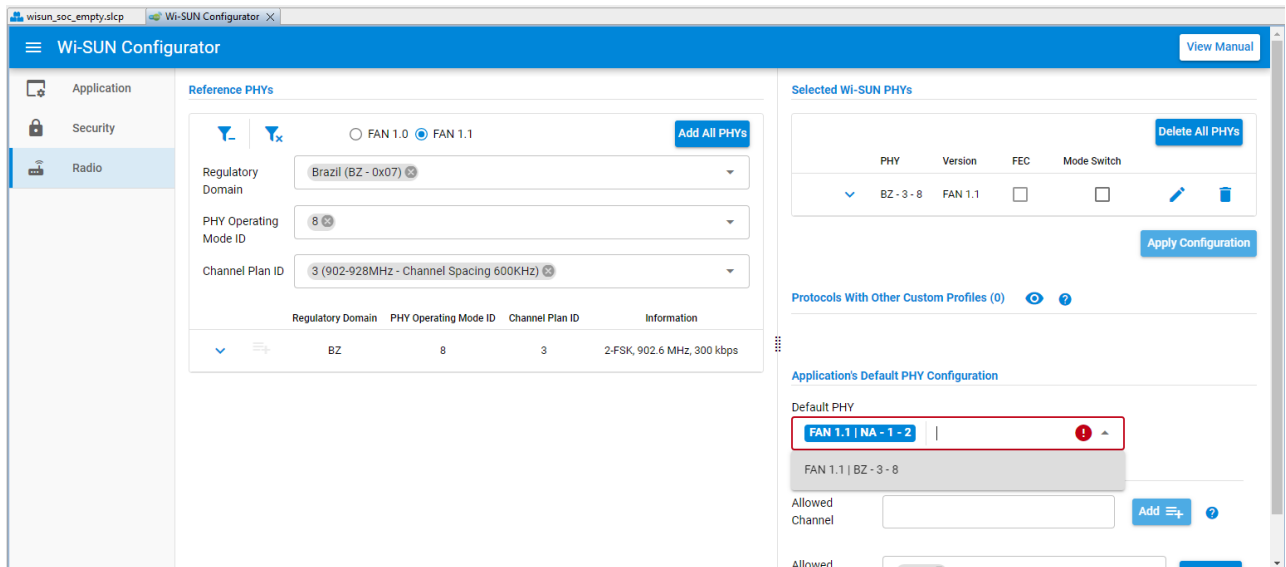 wisun_soc_empty.slcp
Wi-SUN Configurator
Wi-SUN Configurator
View Manual
Application
Security
Radio
Reference PHYs
FAN 1.0
FAN 1.1
Add All PHYs
Regulatory
Domain
Brazil (BZ - 0x07)
PHY Operating
Mode ID
8
Channel Plan ID
3 (902-928MHz - Channel Spacing 600KHz)
Regulatory Domain PHY Operating Mode ID Channel Plan ID Information
BZ 8 3 2-FSK, 902.6 MHz, 300 kbps
Selected Wi-SUN PHYs
Delete All PHYs
PHY Version FEC Mode Switch
BZ - 3 - 8 FAN 1.1
Apply Configuration
Protocols With Other Custom Profiles (0)
Application's Default PHY Configuration
Default PHY
FAN 1.1 | NA - 1 - 2
FAN 1.1 | BZ - 3 - 8
Allowed
Channel
Add
Allowed